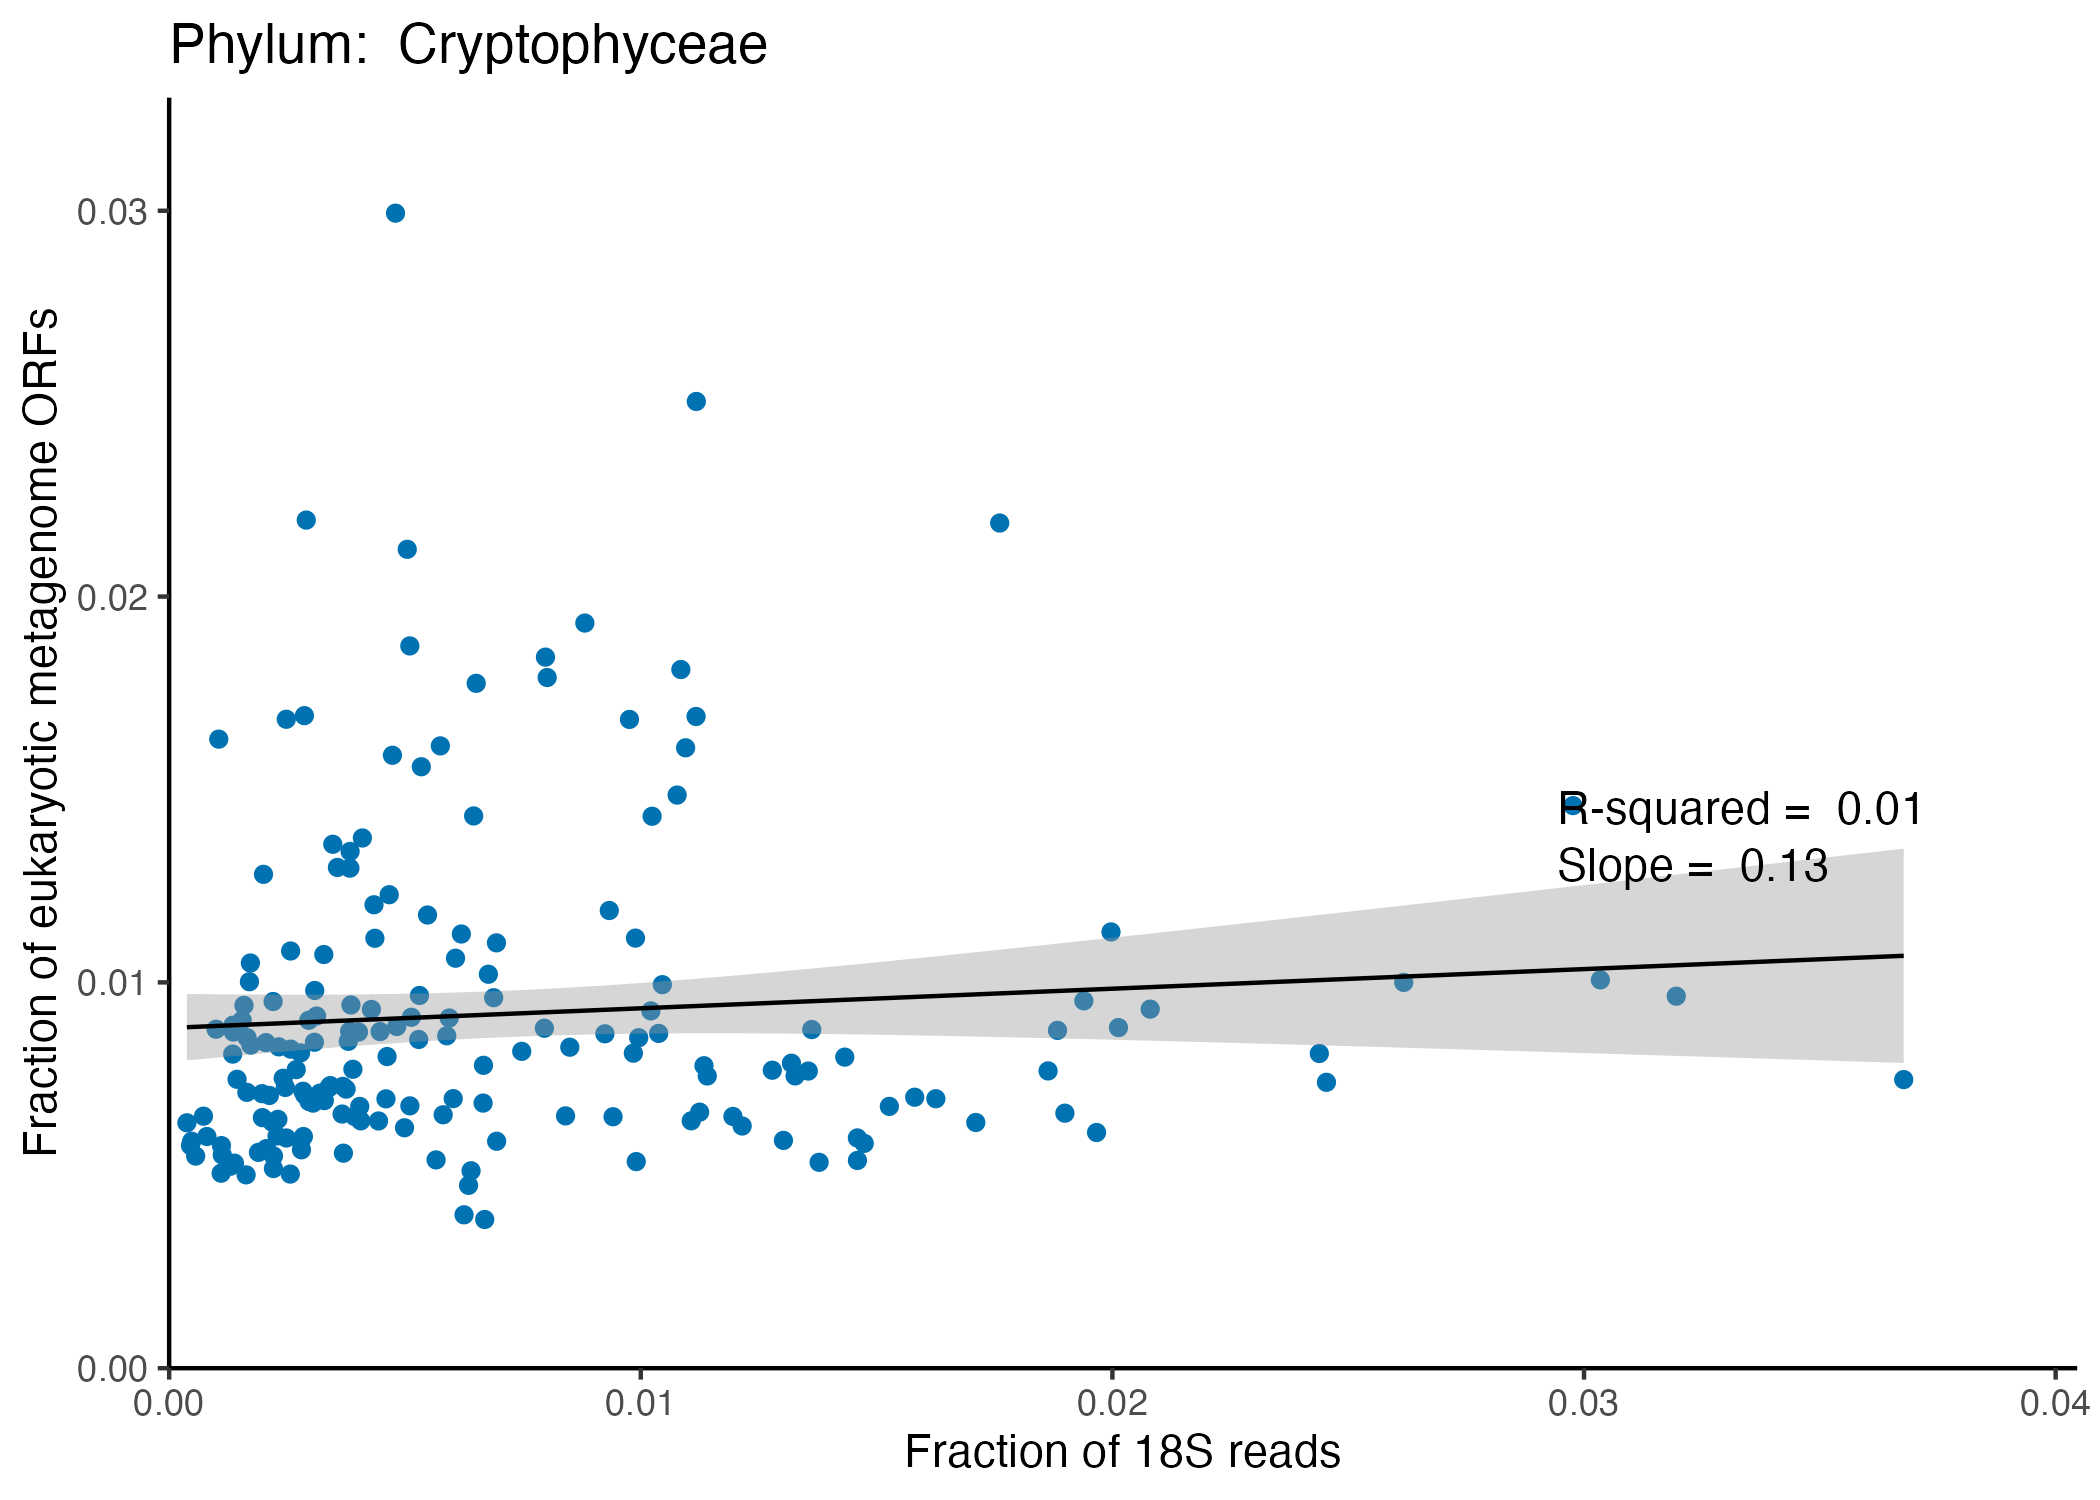 Phylum: Cryptophyceae
Fraction of eukaryotic metagenome ORFs
0.03
0.02
0.01
0.00
R-squared = 0.01
Slope = 0.13
0.00 0.01 0.02 0.03 0.04
Fraction of 18S reads